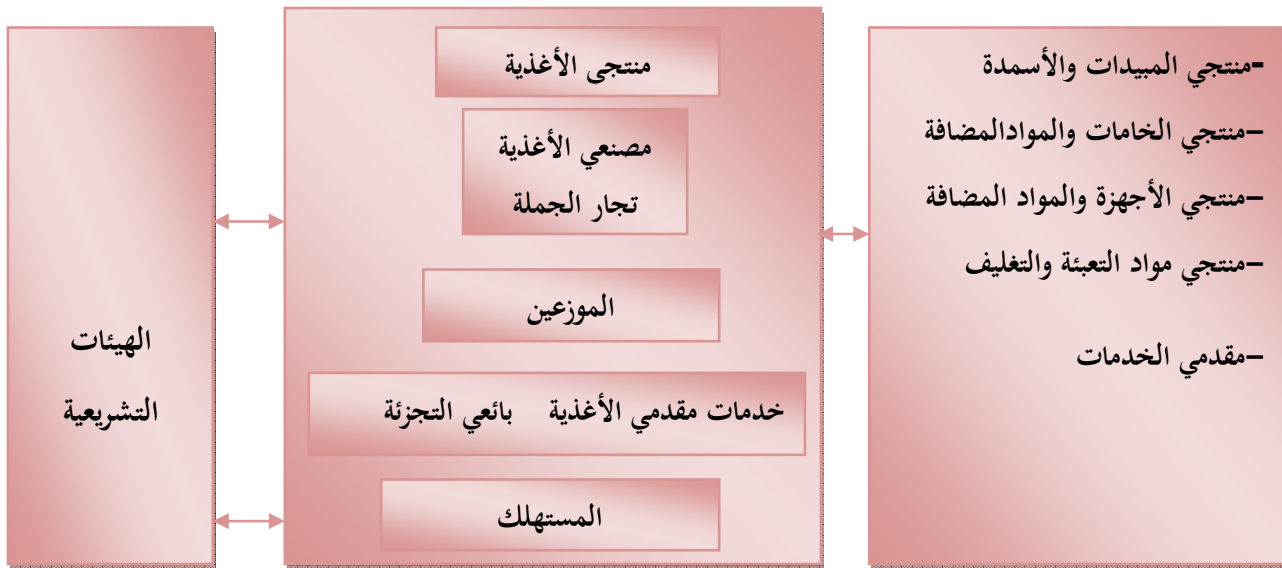 -منتجي المبيدات والأسمدة
–منتجي الخامات والموادالمضافة
–منتجي الأجهزة والمواد المضافة
–منتجي مواد التعبئة والتغليف
–مقدمي الخدمات
منتجى الأغذية
مصنعي الأغذية
تجار الجملة
الموزعين
خدمات مقدمي الأغذية بائعي التجزئة
المستهلك
الهيئات
التشريعية